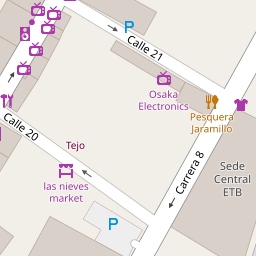 P
Calle 21
Osaka
Electronics
Pesquera
Jaramillo
Calle 20
Tejo
las nieves
market
Carrera 8
Sede
Central
ETB
P